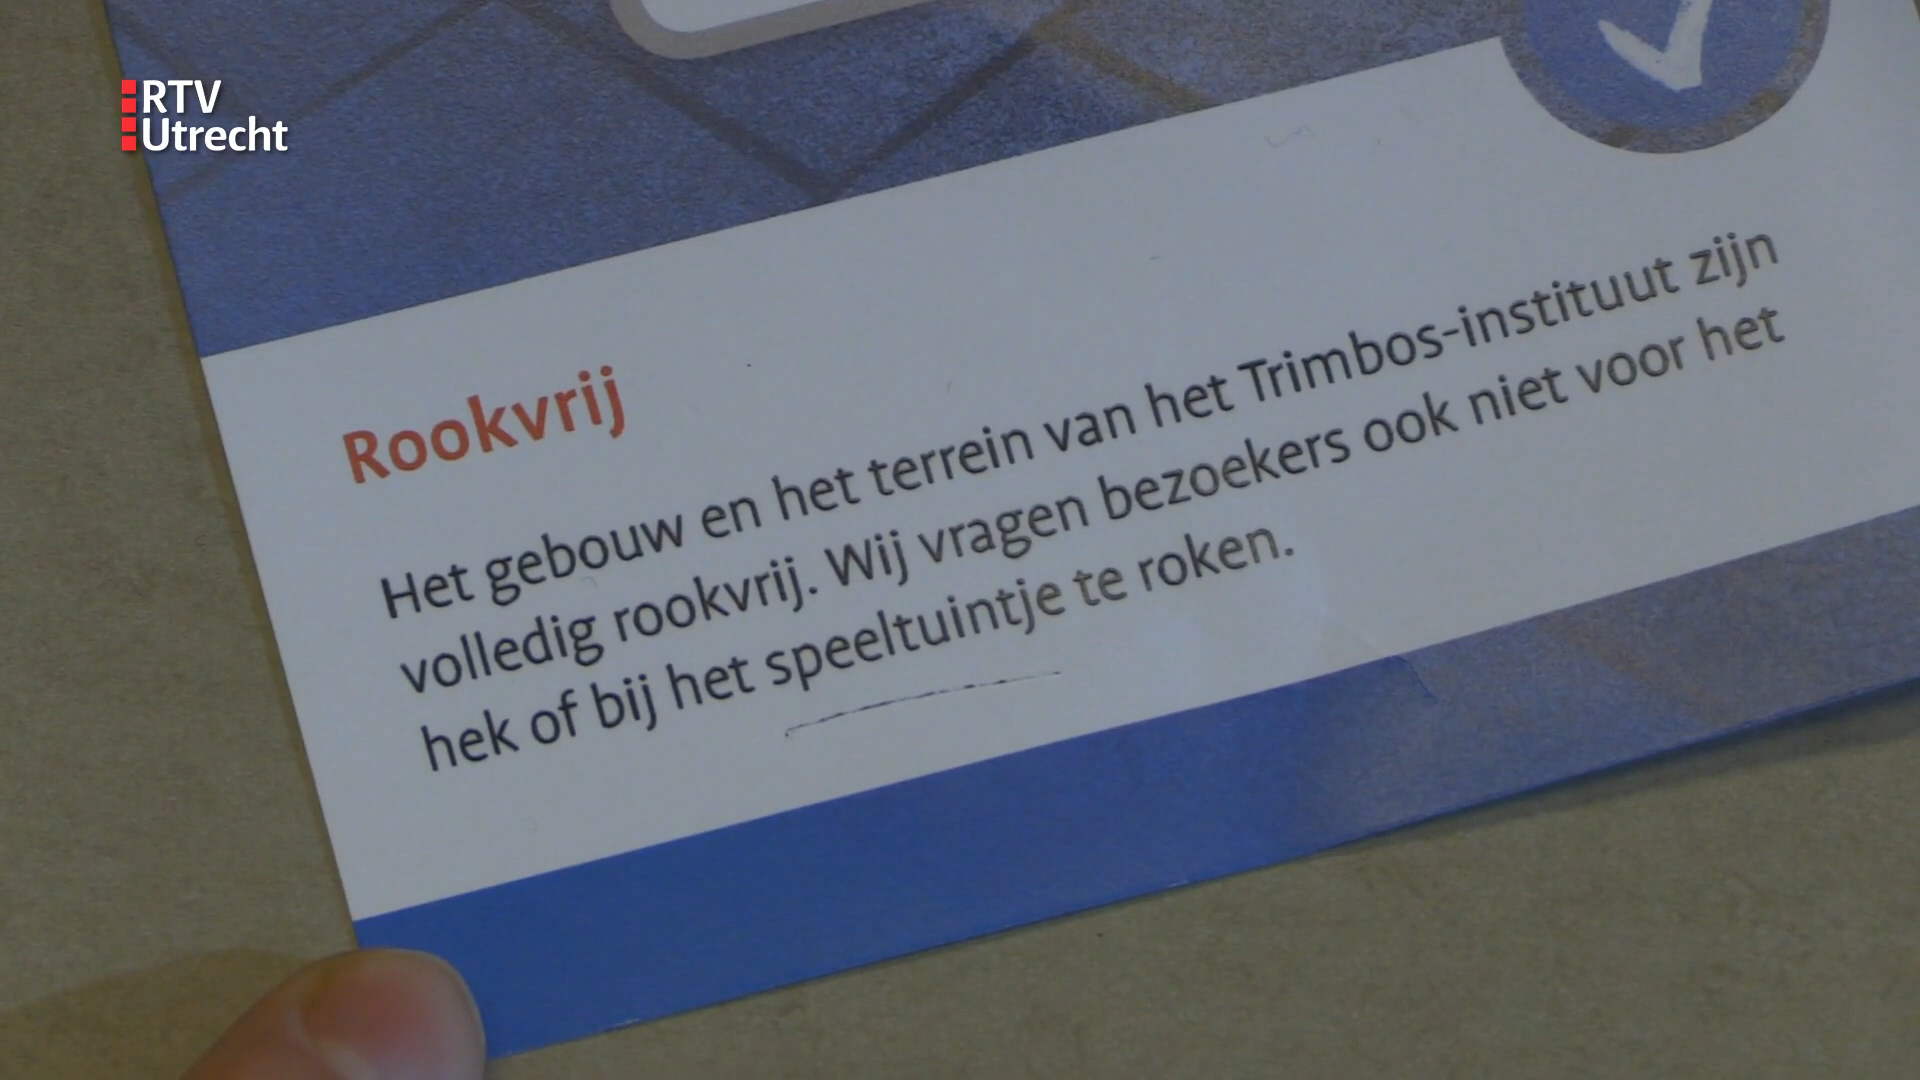 RTV
Utrecht
Rookvrij
Het gebouw en het terrein van het Trimbos-instituut zijn
volledig rookvrij. Wij vragen bezoekers ook niet voor het
hek of bij het speeltuintje te roken.